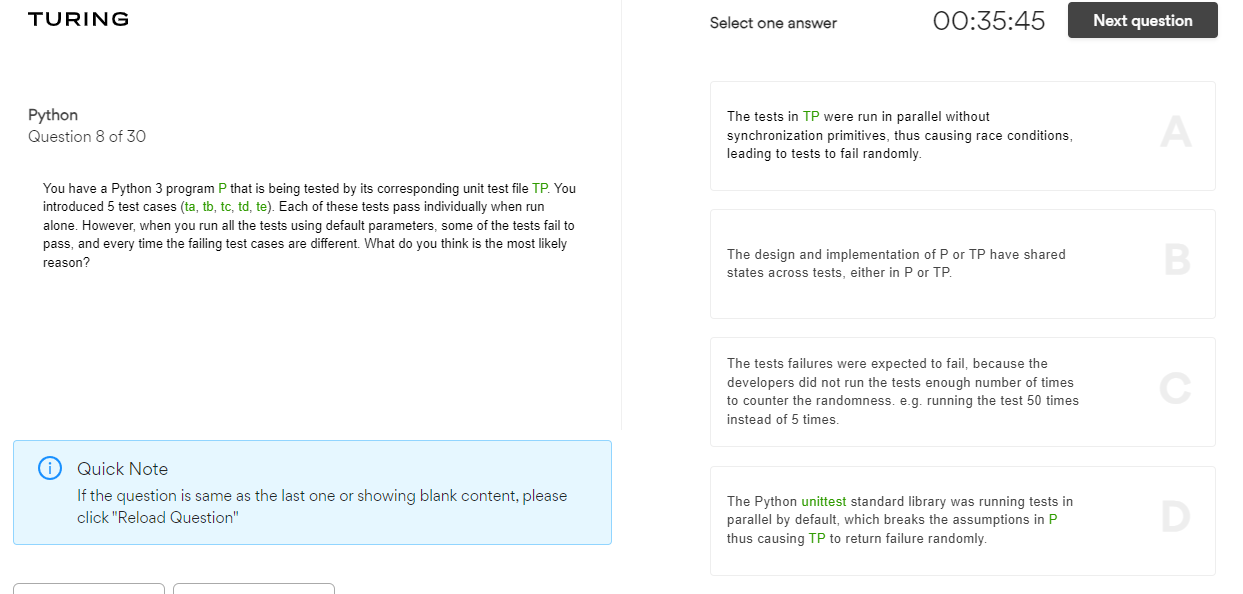 TURING
Select one answer
00:35:45
Next question
Python
Question 8 of 30
You have a Python 3 program P that is being tested by its corresponding unit test file TP. You
introduced 5 test cases (ta, tb, tc, td, te). Each of these tests pass individually when run
alone. However, when you run all the tests using default parameters, some of the tests fail to
pass, and every time the failing test cases are different. What do you think is the most likely
reason?
Quick Note
If the question is same as the last one or showing blank content, please
click "Reload Question"
The tests in TP were run in parallel without
synchronization primitives, thus causing race conditions,
leading to tests to fail randomly.
A
The design and implementation of P or TP have shared
states across tests, either in P or TP.
B
The tests failures were expected to fail, because the
developers did not run the tests enough number of times
to counter the randomness. e.g. running the test 50 times
instead of 5 times.
C
The Python unittest standard library was running tests in
parallel by default, which breaks the assumptions in P
thus causing TP to return failure randomly.
D